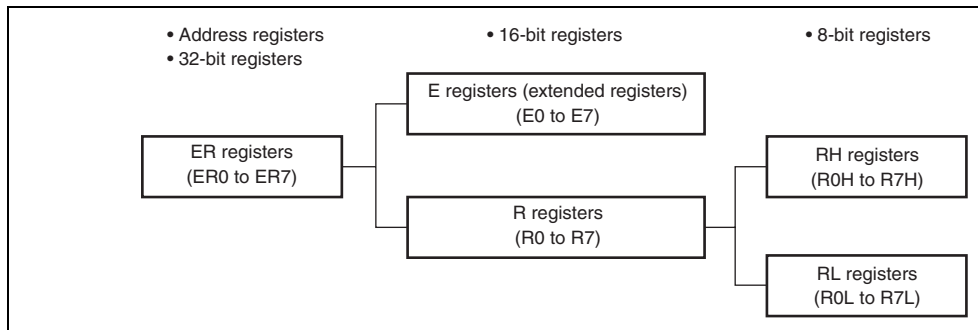 • Address registers
• 32-bit registers
• 16-bit registers
• 8-bit registers
E registers (extended registers)
(E0 to E7)
ER registers
(ER0 to ER7)
RH registers
(R0H to R7H)
R registers
(R0 to R7)
RL registers
(R0L to R7L)